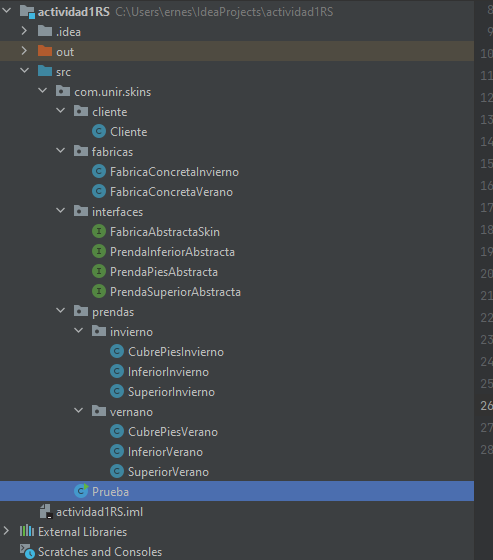 actividad1RS C:\Users\ernes\IdeaProjects\actividad1RS
.idea
out
src
com.unir.skins
cliente
Cliente
fabricas
FabricaConcretaInvierno
FabricaConcretaVerano
interfaces
FabricaAbstractaSkin
PrendaInferiorAbstracta
PrendaPiesAbstracta
PrendaSuperiorAbstracta
prendas
invierno
CubrePiesInvierno
InferiorInvierno
SuperiorInvierno
vernano
CubrePiesVerano
InferiorVerano
SuperiorVerano
Prueba
actividad1RS.iml
External Libraries
Scratches and Consoles
8
9
10
11
12
13
14
15
16
17
18
19
20
21
22
23
24
25
26
27
28